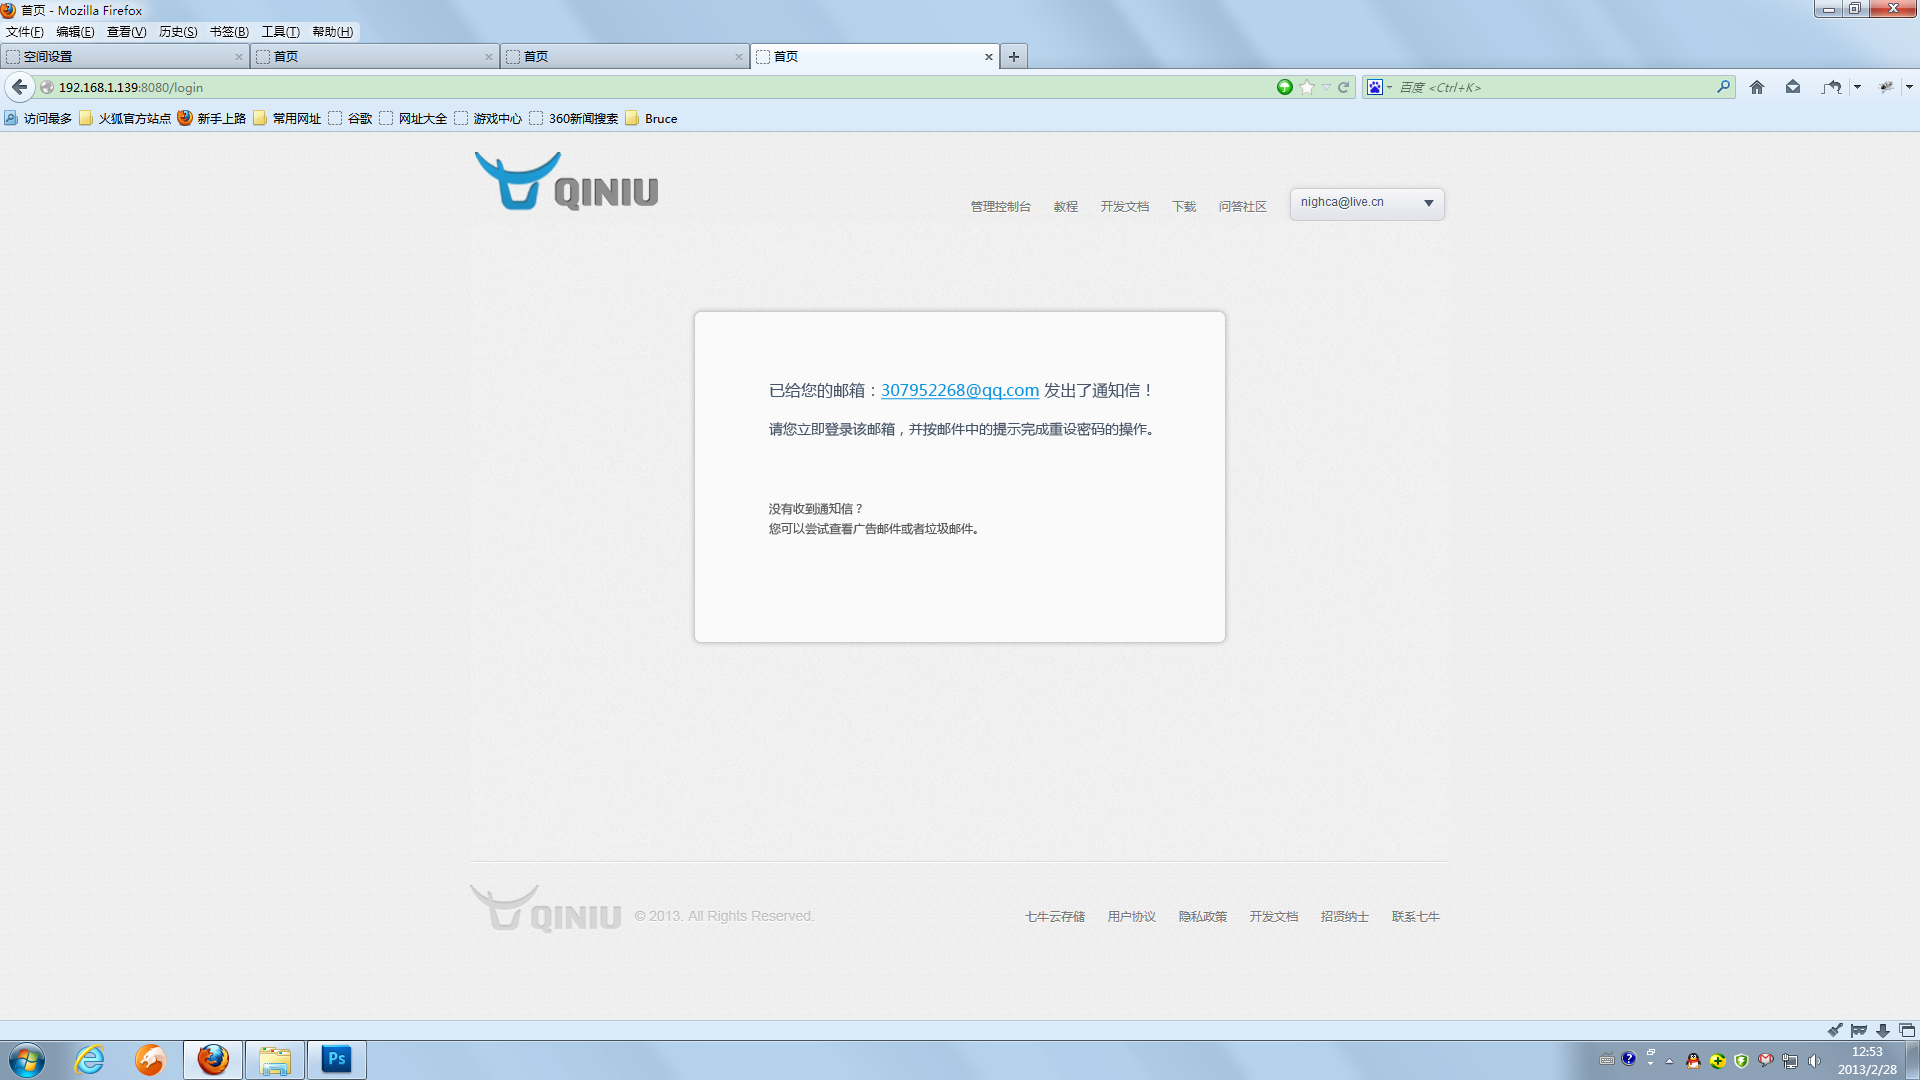 首页 - Mozilla Firefox
文件(F) 编辑(E) 查看(V) 历史(S) 书签(B) 工具(T) 帮助(H)
空间设置 首页 首页 首页
192.168.1.139:8080/login 百度 <Ctrl+K>
访问最多 火狐官方站点 新手上路 常用网址 谷歌 网址大全 游戏中心 360新闻搜索 Bruce
QINIU
管理控制台 教程 开发文档 下载 问答社区 nighca@live.cn
已给您的邮箱：307952268@qq.com 发出了通知信！
请您立即登录该邮箱，并按邮件中的提示完成重设密码的操作。
没有收到通知信？
您可以尝试查看广告邮件或者垃圾邮件。
QINIU © 2013. All Rights Reserved. 七牛云存储 用户协议 隐私政策 开发文档 招贤纳士 联系七牛
Ps
12:53
2013/2/28